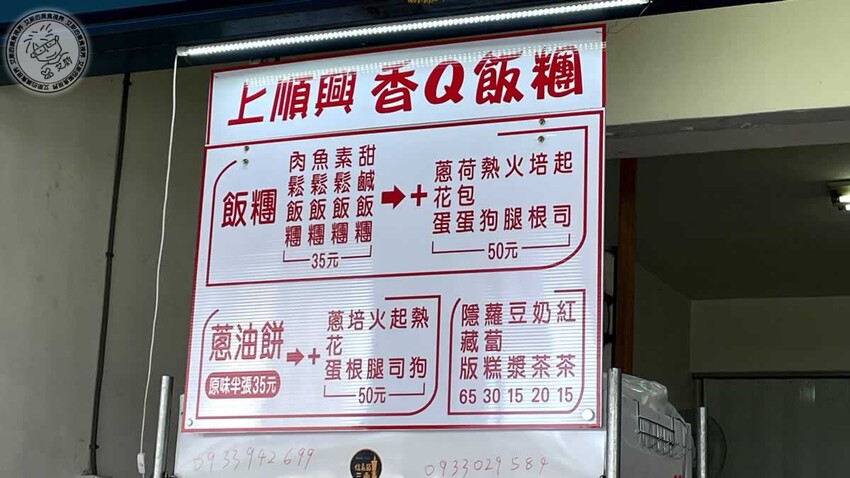 上順興 香Q飯糰
飯糰
肉鬆飯糰
魚鬆飯糰
素鬆飯糰
甜鹹飯糰
35元
+
蔥花蛋
荷包蛋
熱狗
火腿
培根
起司
50元
蔥油餅
原味半張35元
+
蔥花蛋
培根
火腿
起司
熱狗
50元
隱藏版 65
蘿蔔糕 30
豆漿 15
奶茶 20
紅茶 15
0933942699
0933029584